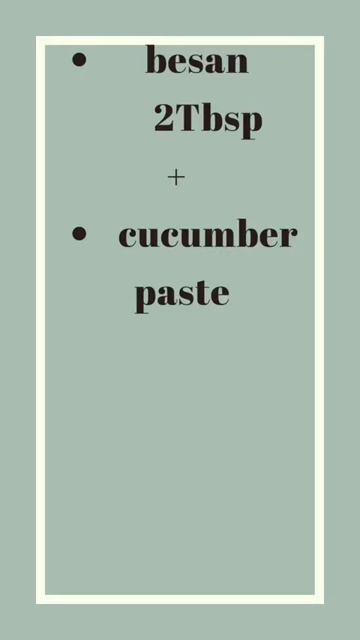 • besan
2Tbsp
+
• cucumber
paste